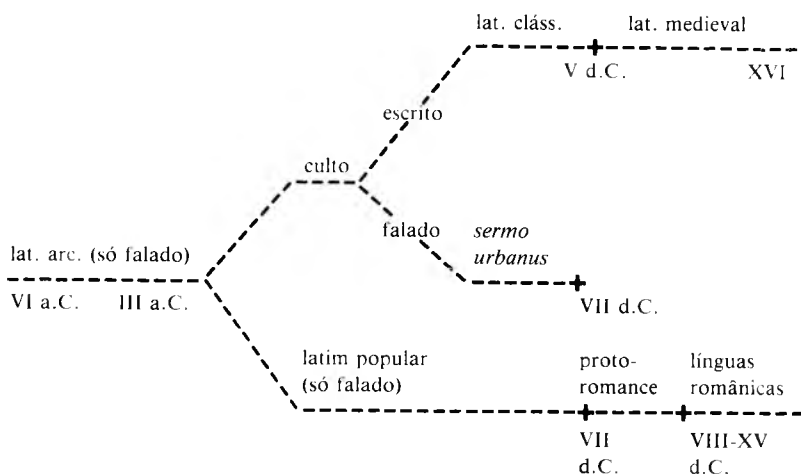 lat. cláss.
lat. medieval
V d.C.
XVI
escrito
culto
falado
sermo
urbanus
lat. arc. (só falado)
VI a.C.
III a.C.
VII d.C.
latim popular
(só falado)
proto-
romance
línguas
românicas
VII
d.C.
VIII-XV
d.C.